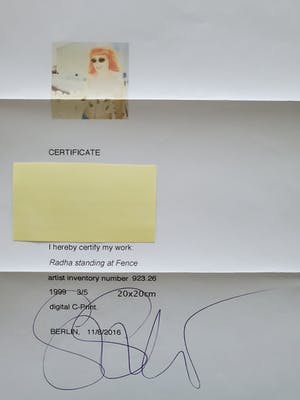 CERTIFICATE
I hereby certify my work:
Radha standing at Fence
artist inventory number 923.26
1999 3/5 20x20cm
digital C-Print.
BERLIN, 11/8/2016